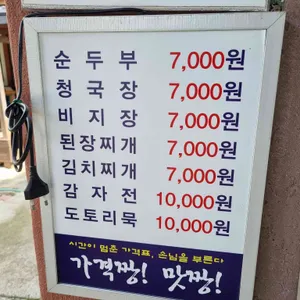 순두부 7,000원
청국장 7,000원
비지장 7,000원
된장찌개 7,000원
김치찌개 7,000원
감자전 10,000원
도토리묵 10,000원
시간이 멈춘 가격표, 손님을 부른다
가격짱! 맛짱!